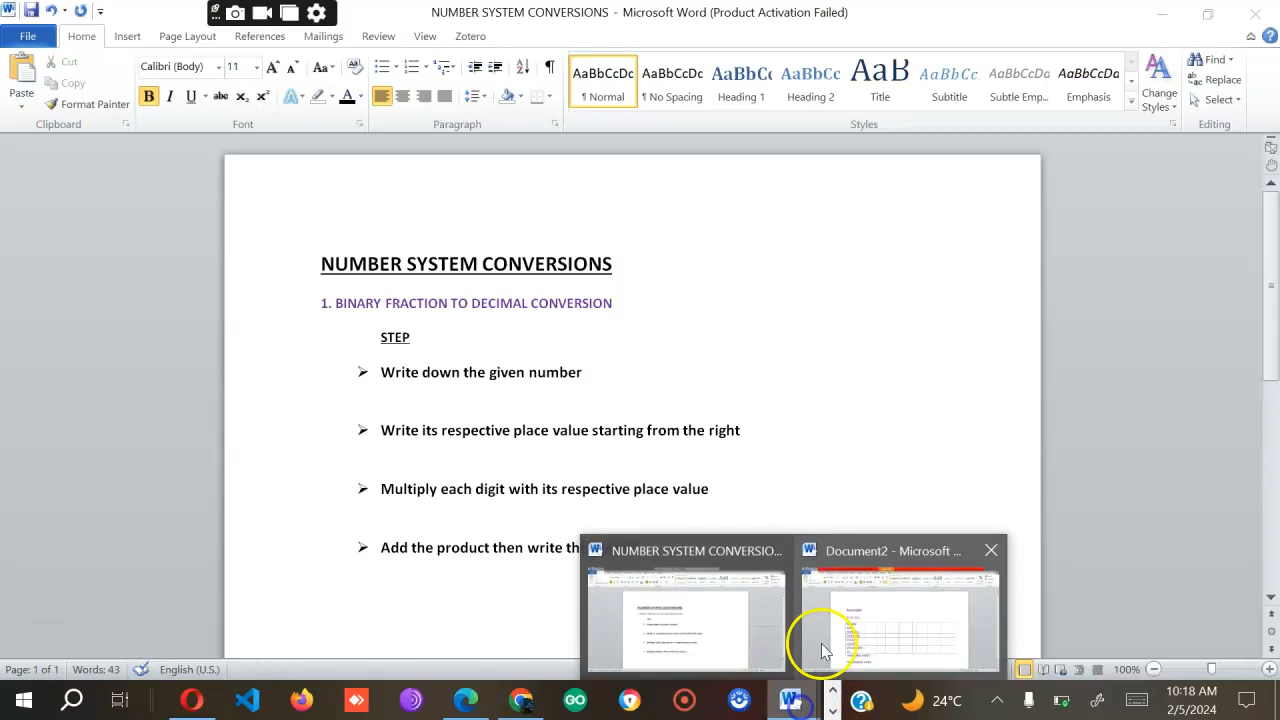 NUMBER SYSTEM CONVERSIONS - Microsoft Word (Product Activation Failed)
File Home Insert Page Layout References Mailings Review View Zotero
Paste
Cut
Copy
Format Painter
Clipboard
Calibri (Body) 11
Font
Paragraph
AaBbCcDc AaBbCcDc AaBbC AaBbCc AaB AaBbCc. AaBbCcDc AaBbCcDc
¶ Normal ¶ No Spacing Heading 1 Heading 2 Title Subtitle Subtle Emp... Emphasis
Change Styles
Styles
Find
Replace
Select
Editing
NUMBER SYSTEM CONVERSIONS
1. BINARY FRACTION TO DECIMAL CONVERSION
STEP
Write down the given number
Write its respective place value starting from the right
Multiply each digit with its respective place value
Add the product then write the
NUMBER SYSTEM CONVERSIO...
Document2 - Microsoft ...
Page: 1 of 1 Words: 43 English (U.S.) 100%
24°C
10:18 AM
2/5/2024